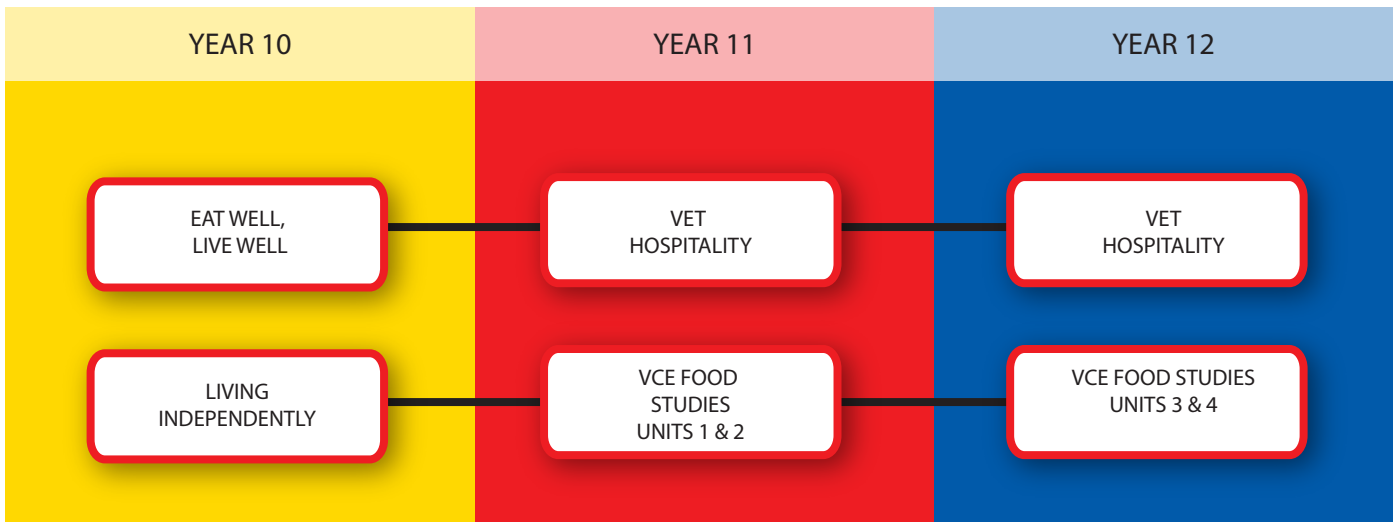 YEAR 10
YEAR 11
YEAR 12
EAT WELL,
LIVE WELL
VET
HOSPITALITY
VET
HOSPITALITY
LIVING
INDEPENDENTLY
VCE FOOD
STUDIES
UNITS 1 & 2
VCE FOOD STUDIES
UNITS 3 & 4